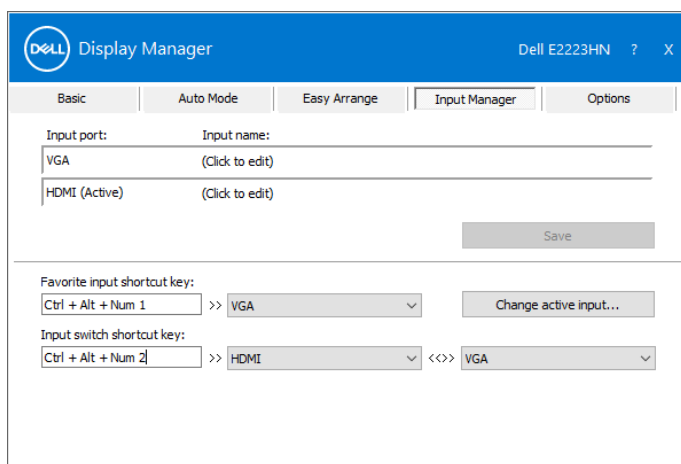 DELL Display Manager Dell E2223HN ? X
Basic Auto Mode Easy Arrange Input Manager Options
Input port: Input name:
VGA (Click to edit)
HDMI (Active) (Click to edit)
Save
Favorite input shortcut key:
Ctrl + Alt + Num 1 >> VGA Change active input...
Input switch shortcut key:
Ctrl + Alt + Num 2 >> HDMI <<>> VGA